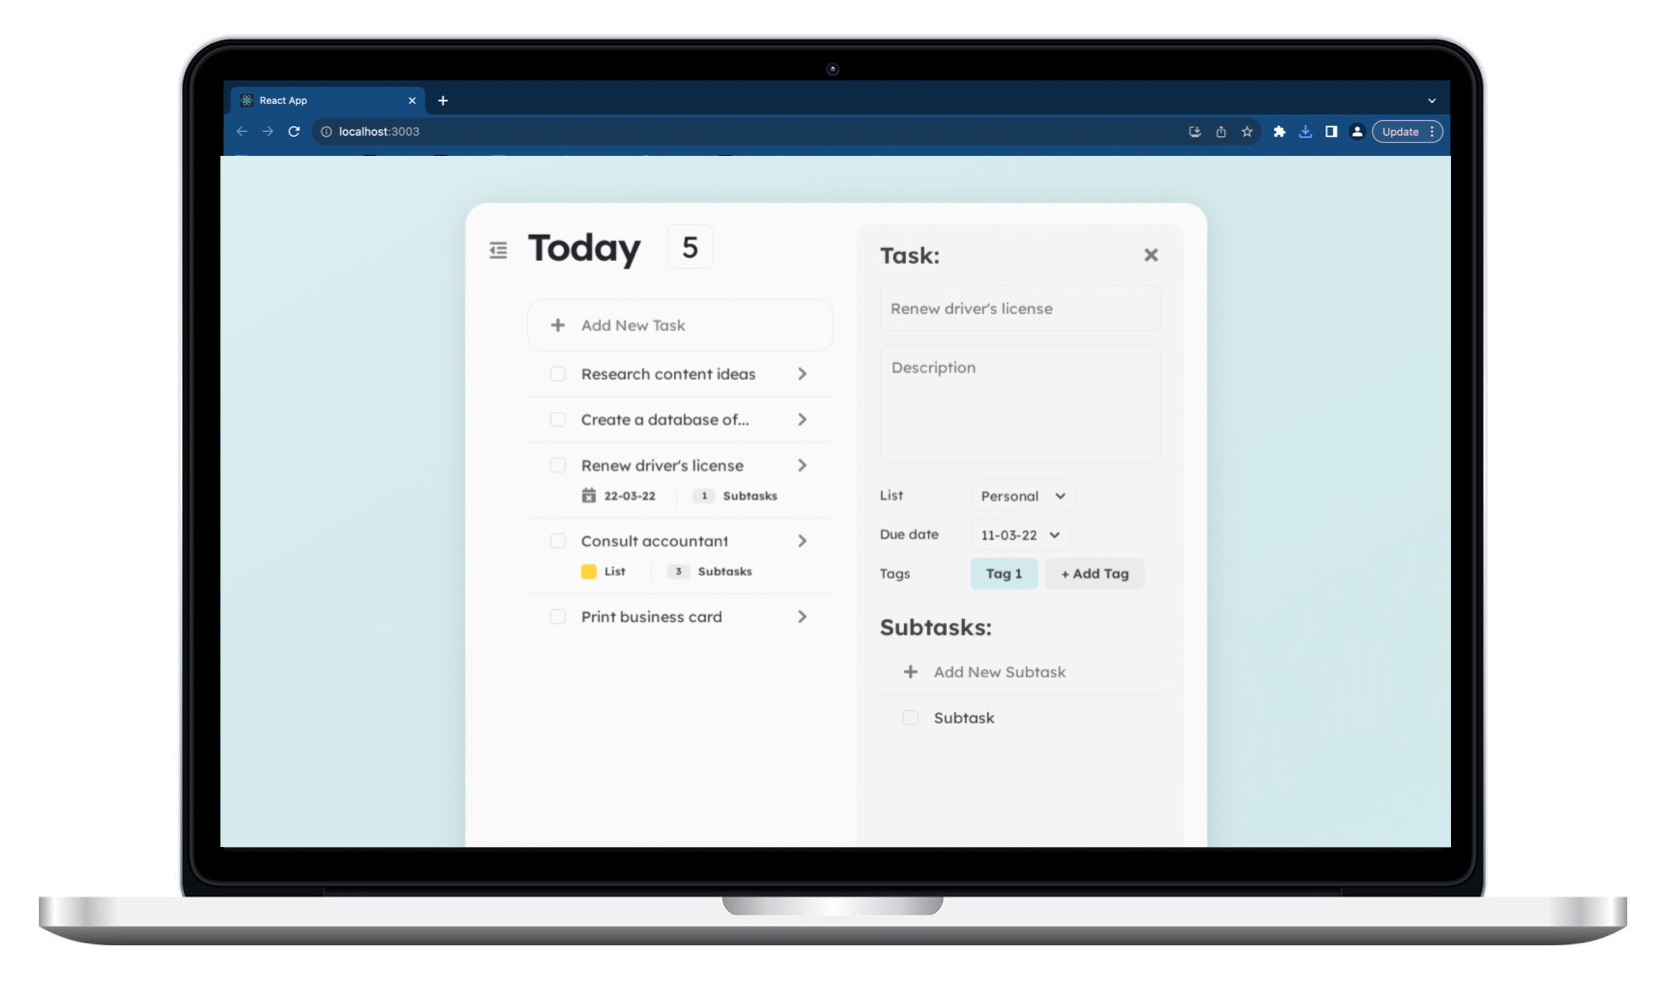 React App
localhost:3003
Update
Today 5
Add New Task
Research content ideas
Create a database of...
Renew driver's license
22-03-22 1 Subtasks
Consult accountant
List 3 Subtasks
Print business card
Task:
Renew driver's license
Description
List Personal
Due date 11-03-22
Tags Tag 1 + Add Tag
Subtasks:
Add New Subtask
Subtask